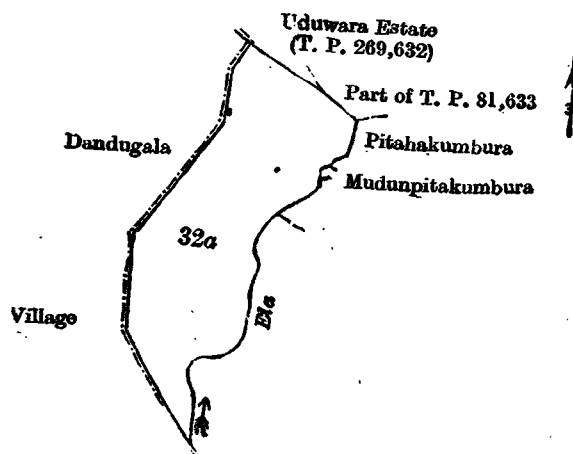 Uduwara Estate
(T. P. 269,632)
Part of T. P. 81,633
Dandugala
Pitahakumbura
Mudunpitakumbura
32a
Ela
Village